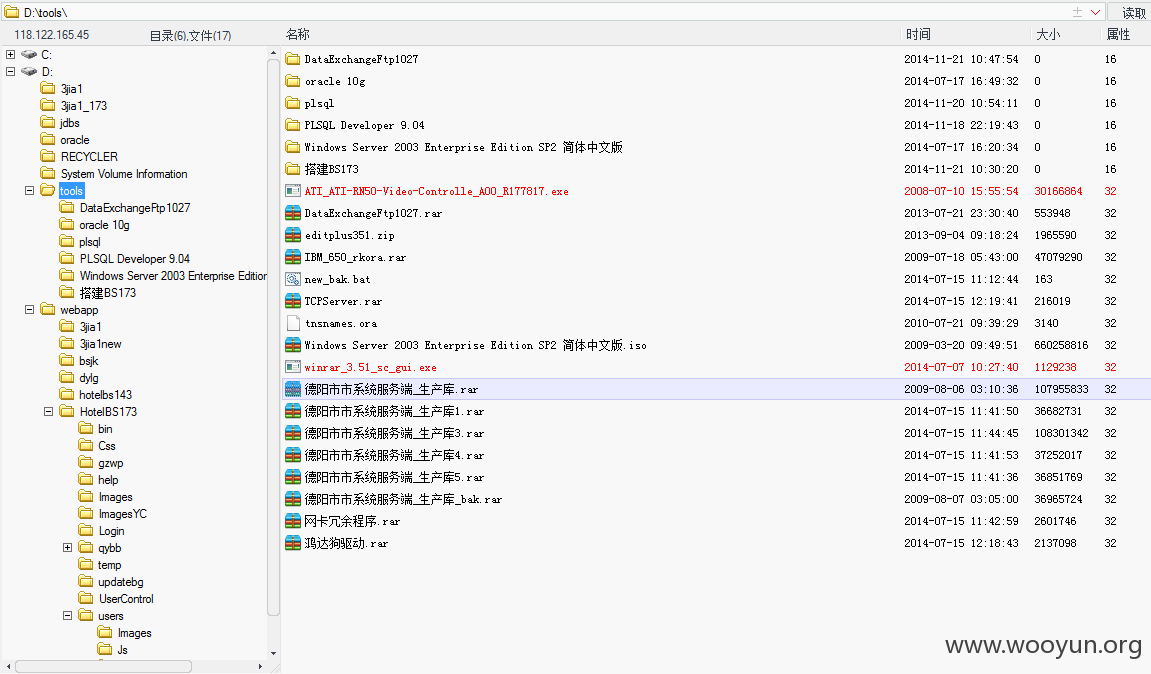 D:\tools\ 读取
118.122.165.45 目录(6),文件(17) 名称 时间 大小 属性
C:
D:
3jia1
3jia1_173
jdbs
oracle
RECYCLER
System Volume Information
tools
DataExchangeFtp1027
oracle 10g
plsql
PLSQL Developer 9.04
Windows Server 2003 Enterprise Edition
搭建BS173
webapp
3jia1
3jia1new
bsjk
dylg
hotelbs143
HotelBS173
bin
Css
gzwp
help
Images
ImagesYC
Login
qybb
temp
updatebg
UserControl
users
Images
Js
DataExchangeFtp1027 2014-11-21 10:47:54 0 16
oracle 10g 2014-07-17 16:49:32 0 16
plsql 2014-11-20 10:54:11 0 16
PLSQL Developer 9.04 2014-11-18 22:19:43 0 16
Windows Server 2003 Enterprise Edition SP2 简体中文版 2014-07-17 16:20:34 0 16
搭建BS173 2014-11-21 10:30:20 0 16
ATI_ATI-RN50-Video-Controlle_A00_R177817.exe 2008-07-10 15:55:54 30166864 32
DataExchangeFtp1027.rar 2013-07-21 23:30:40 553948 32
editplus351.zip 2013-09-04 09:18:24 1965590 32
IBM_650_rkora.rar 2009-07-18 05:43:00 47079290 32
new_bak.bat 2014-07-15 11:12:44 163 32
TCPServer.rar 2014-07-15 12:19:41 216019 32
tnsnames.ora 2010-07-21 09:39:29 3140 32
Windows Server 2003 Enterprise Edition SP2 简体中文版.iso 2009-03-20 09:49:51 660258816 32
winrar_3.51_sc_gui.exe 2014-07-07 10:27:40 1129238 32
德阳市市系统服务端_生产库.rar 2009-08-06 03:10:36 107955833 32
德阳市市系统服务端_生产库1.rar 2014-07-15 11:41:50 36682731 32
德阳市市系统服务端_生产库3.rar 2014-07-15 11:44:45 108301342 32
德阳市市系统服务端_生产库4.rar 2014-07-15 11:41:53 37252017 32
德阳市市系统服务端_生产库5.rar 2014-07-15 11:41:36 36851769 32
德阳市市系统服务端_生产库_bak.rar 2009-08-07 03:05:00 36965724 32
网卡冗余程序.rar 2014-07-15 11:42:59 2601746 32
鸿达狗驱动.rar 2014-07-15 12:18:43 2137098 32
www.wooyun.org